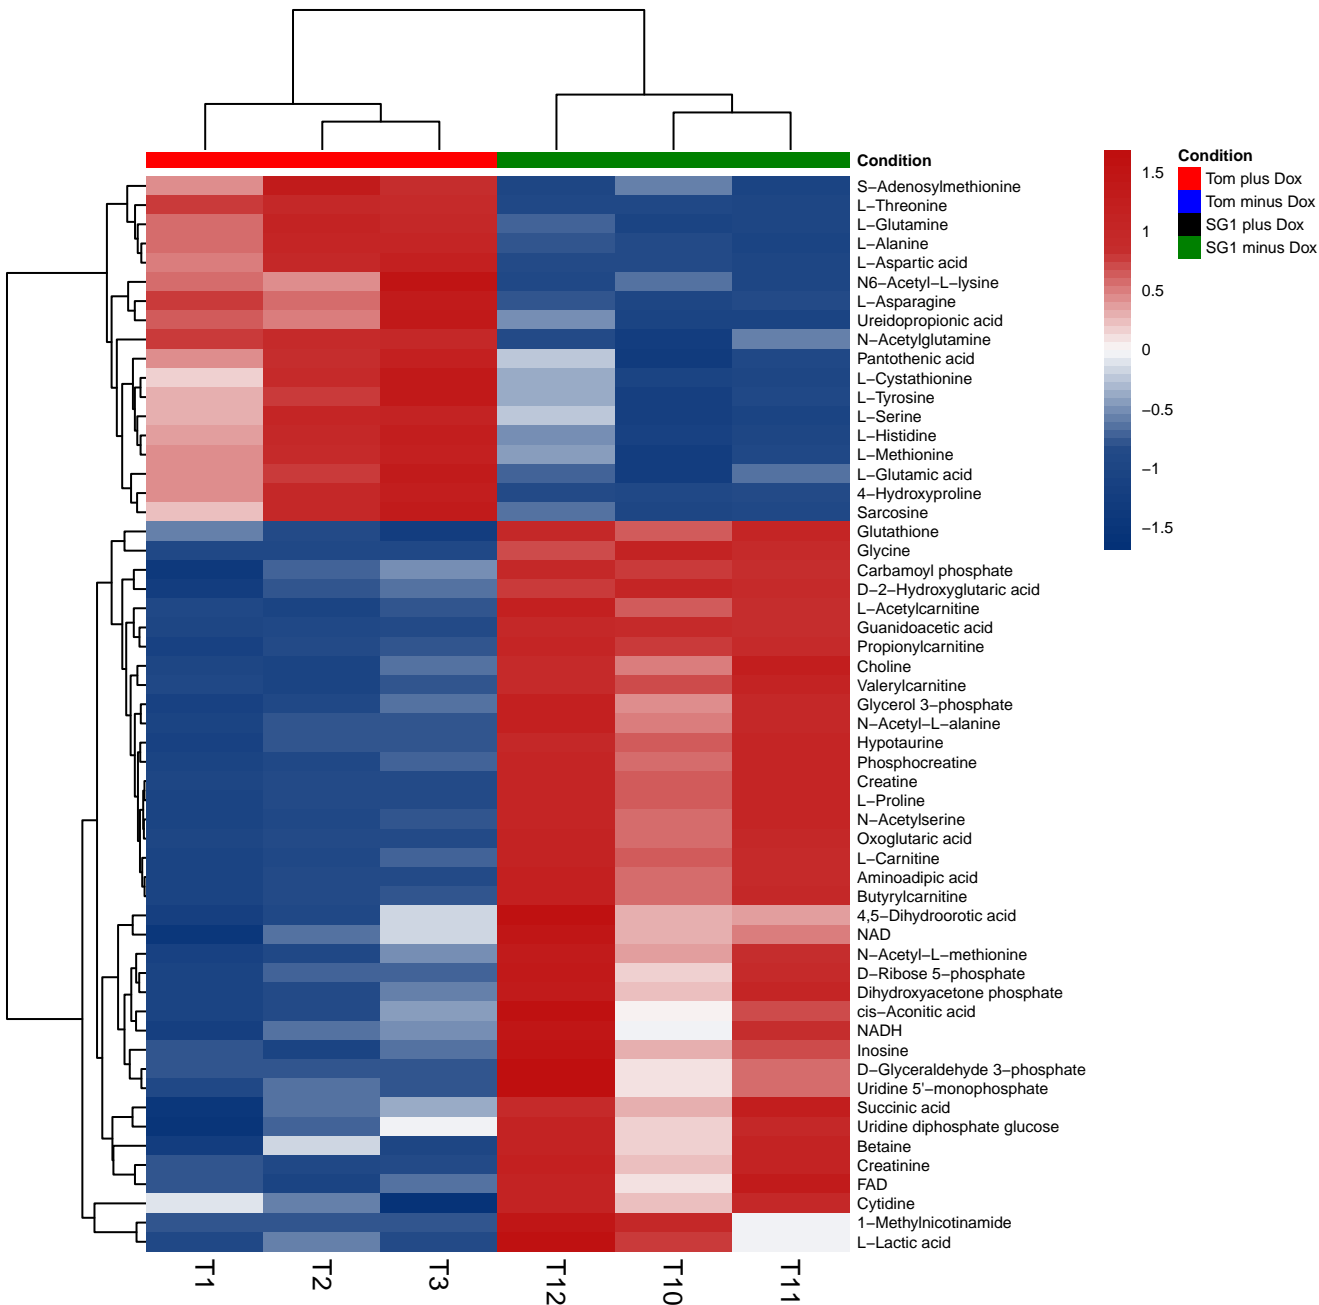 Condition
S−Adenosylmethionine
L−Threonine
L−Glutamine
L−Alanine
L−Aspartic acid
N6−Acetyl−L−lysine
L−Asparagine
Ureidopropionic acid
N−Acetylglutamine
Pantothenic acid
L−Cystathionine
L−Tyrosine
L−Serine
L−Histidine
L−Methionine
L−Glutamic acid
4−Hydroxyproline
Sarcosine
Glutathione
Glycine
Carbamoyl phosphate
D−2−Hydroxyglutaric acid
L−Acetylcarnitine
Guanidoacetic acid
Propionylcarnitine
Choline
Valerylcarnitine
Glycerol 3−phosphate
N−Acetyl−L−alanine
Hypotaurine
Phosphocreatine
Creatine
L−Proline
N−Acetylserine
Oxoglutaric acid
L−Carnitine
Aminoadipic acid
Butyrylcarnitine
4,5−Dihydroorotic acid
NAD
N−Acetyl−L−methionine
D−Ribose 5−phosphate
Dihydroxyacetone phosphate
cis−Aconitic acid
NADH
Inosine
D−Glyceraldehyde 3−phosphate
Uridine 5'−monophosphate
Succinic acid
Uridine diphosphate glucose
Betaine
Creatinine
FAD
Cytidine
1−Methylnicotinamide
L−Lactic acid
T1
T2
T3
T12
T10
T11
1.5
1
0.5
0
−0.5
−1
−1.5
Condition
Tom plus Dox
Tom minus Dox
SG1 plus Dox
SG1 minus Dox